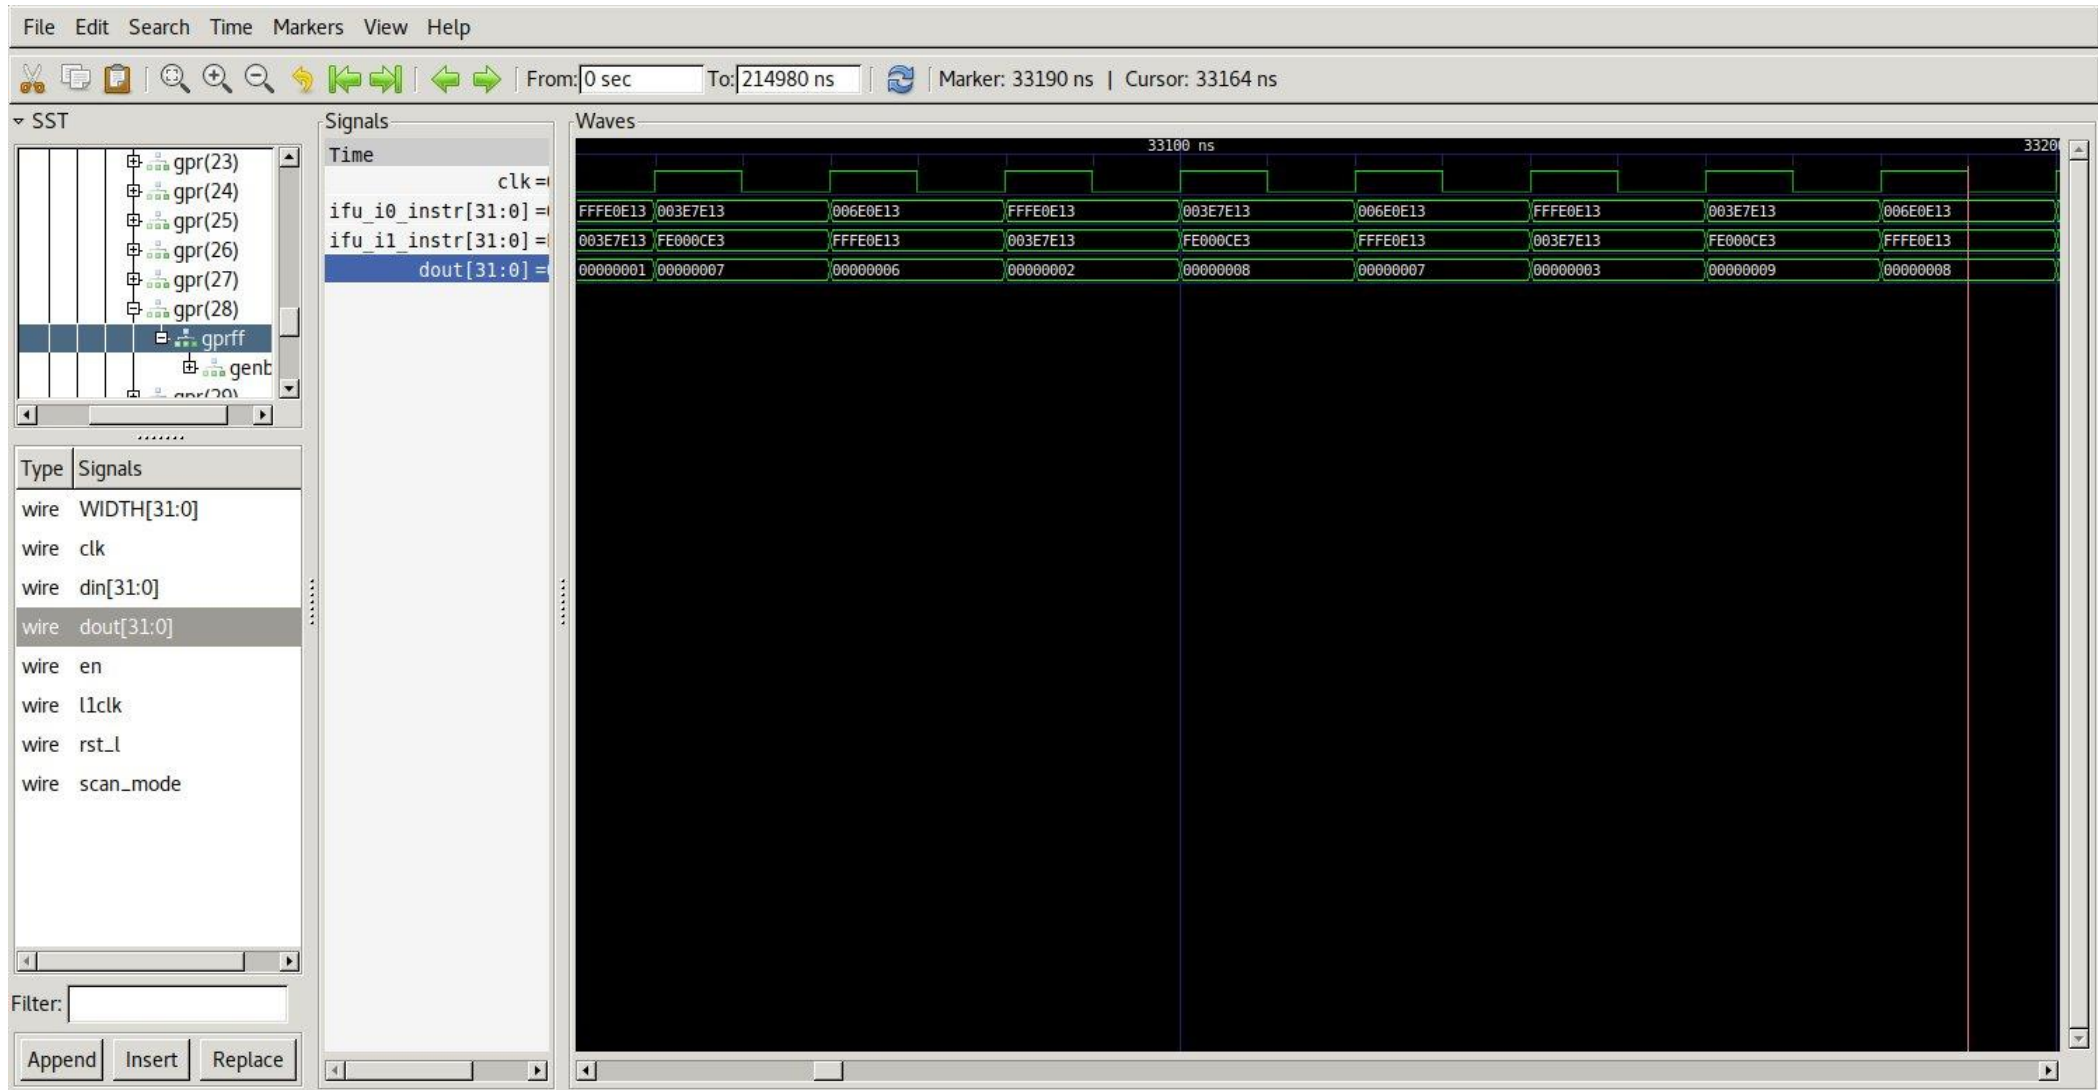 File Edit Search Time Markers View Help
From: 0 sec To: 214980 ns Marker: 33190 ns | Cursor: 33164 ns
SST
gpr(23)
gpr(24)
gpr(25)
gpr(26)
gpr(27)
gpr(28)
gprff
genb
gpr(29)
Type Signals
wire WIDTH[31:0]
wire clk
wire din[31:0]
wire dout[31:0]
wire en
wire l1clk
wire rst_l
wire scan_mode
Filter:
Append Insert Replace
Signals
Time
clk =
ifu_i0_instr[31:0] =
ifu_i1_instr[31:0] =
dout[31:0] =
Waves
33100 ns 3320
FFFE0E13 003E7E13 006E0E13 FFFE0E13 003E7E13 006E0E13 FFFE0E13 003E7E13 006E0E13
003E7E13 FE000CE3 FFFE0E13 003E7E13 FE000CE3 FFFE0E13 003E7E13 FE000CE3 FFFE0E13
00000001 00000007 00000006 00000002 00000008 00000007 00000003 00000009 00000008